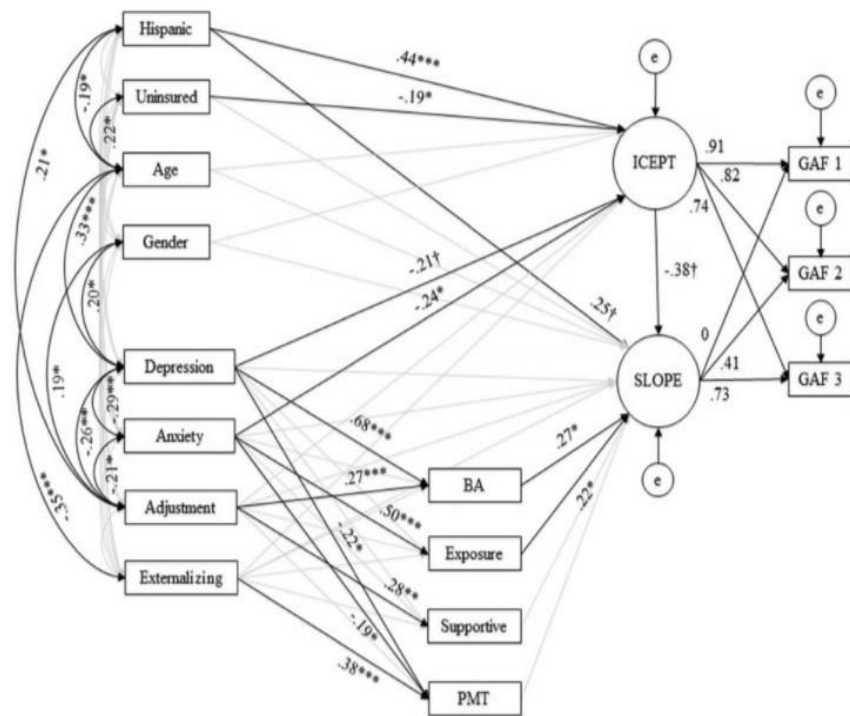 Hispanic
Uninsured
Age
Gender
Depression
Anxiety
Adjustment
Externalizing
-.19*
.22*
.21*
.33***
.20*
.19*
-.29**
-.26**
-.21*
-.35***
.44***
-.19*
-.21†
-.24*
.25†
.68***
.27***
.50***
-.22*
.28**
-.19*
.38***
BA
Exposure
Supportive
PMT
.27*
.22*
e
ICEPT
-.38†
SLOPE
e
.91
.82
.74
0
.41
.73
e
GAF 1
e
GAF 2
e
GAF 3